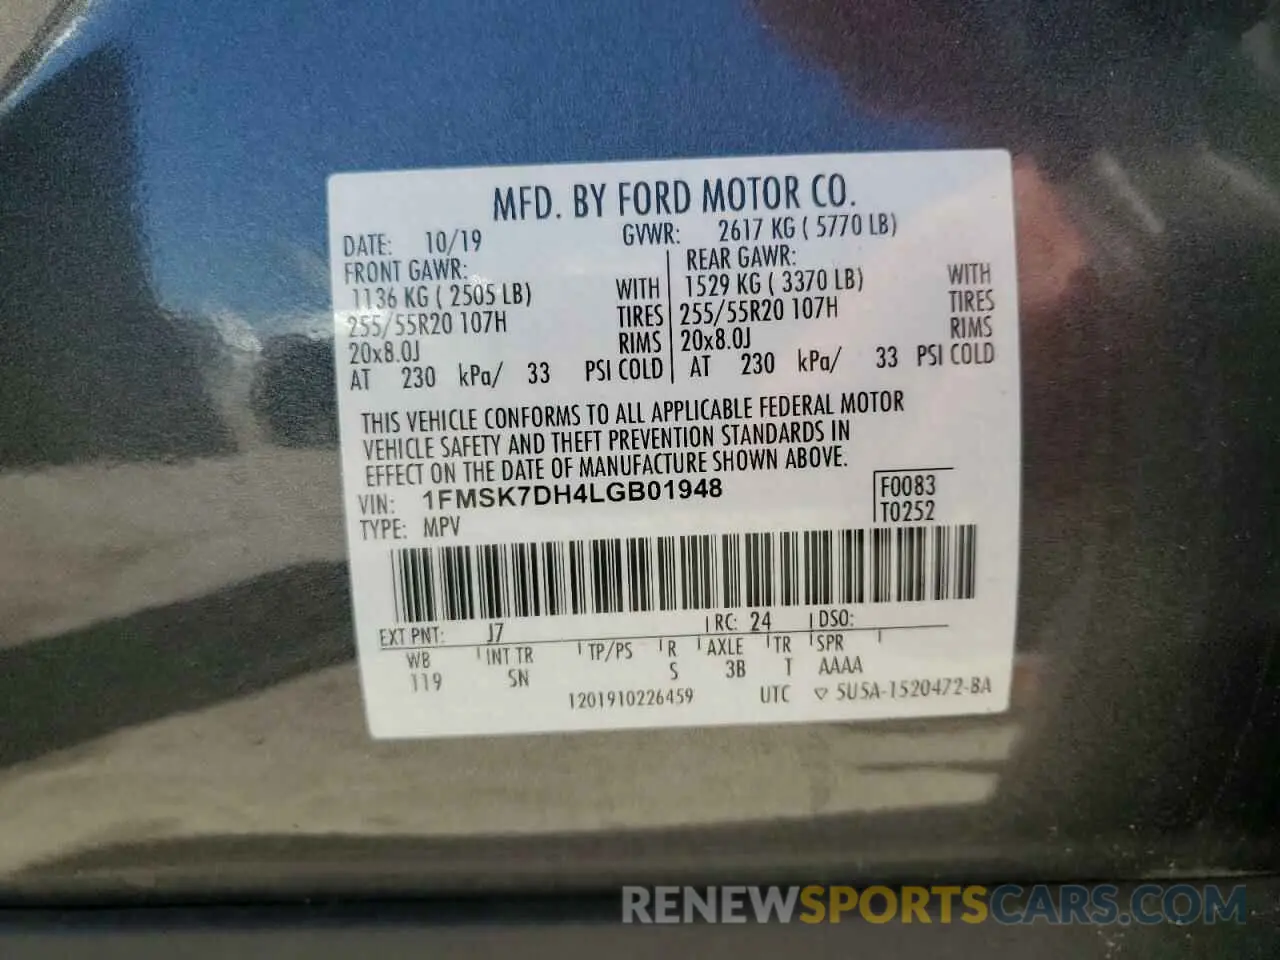 MFD. BY FORD MOTOR CO.
DATE: 10/19 GVWR: 2617 KG ( 5770 LB)
FRONT GAWR: REAR GAWR:
1136 KG ( 2505 LB) WITH 1529 KG ( 3370 LB) WITH
255/55R20 107H TIRES 255/55R20 107H TIRES
20x8.0J RIMS 20x8.0J RIMS
AT 230 kPa/ 33 PSI COLD AT 230 kPa/ 33 PSI COLD
THIS VEHICLE CONFORMS TO ALL APPLICABLE FEDERAL MOTOR
VEHICLE SAFETY AND THEFT PREVENTION STANDARDS IN
EFFECT ON THE DATE OF MANUFACTURE SHOWN ABOVE.
VIN: 1FMSK7DH4LGB01948 F0083
TYPE: MPV T0252
EXT PNT: J7 RC: 24 DSO:
WB INT TR TP/PS R AXLE TR SPR
119 SN S 3B T AAAA
1201910226459 UTC ▽ 5U5A-1520472-BA
RENEWSPORTSCARS.COM